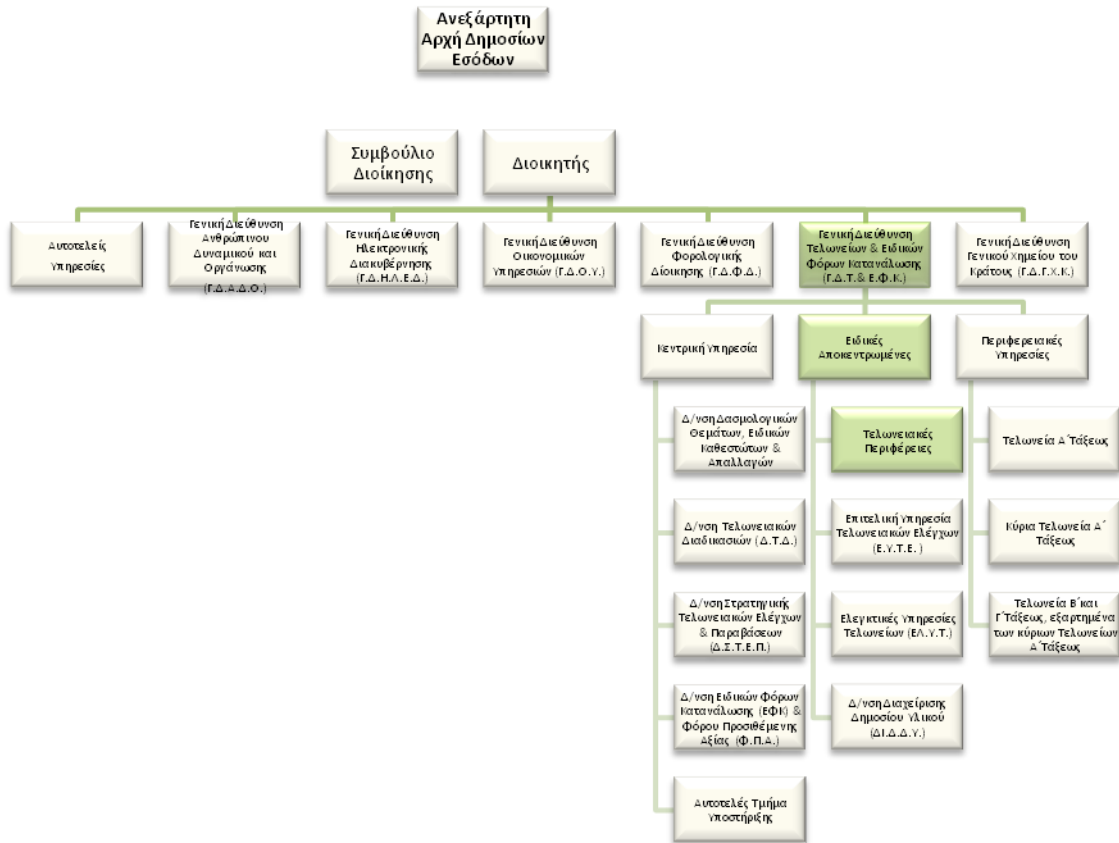 Ανεξάρτητη
Αρχή Δημοσίων
Εσόδων
Συμβούλιο
Διοίκησης
Διοικητής
Αυτοτελείς
Υπηρεσίες
Γενική Διεύθυνση
Ανθρώπινου
Δυναμικού και
Οργάνωσης
(Γ.Δ.Α.Δ.Ο.)
Γενική Διεύθυνση
Ηλεκτρονικής
Διακυβέρνησης
(Γ.Δ.Η.Λ.Ε.Δ.)
Γενική Διεύθυνση
Οικονομικών
Υπηρεσιών (Γ.Δ.Ο.Υ.)
Γενική Διεύθυνση
Φορολογικής
Δίοικησης (Γ.Δ.Φ.Δ.)
Γενική Διεύθυνση
Τελωνείων & Ειδικών
Φόρων Κατανάλωσης
(Γ.Δ.Τ.& Ε.Φ.Κ.)
Γενική Διεύθυνση
Γενικού Χημείου του
Κράτους (Γ.Δ.Γ.Χ.Κ.)
Κεντρική Υπηρεσία
Ειδικές
Αποκεντρωμένες
Περιφερειακές
Υπηρεσίες
Δ/νση Δασμολογικών
Θεμάτων, Ειδικών
Καθεστώτων &
Απαλλαγών
Δ/νση Τελωνειακών
Διαδικασιών (Δ.Τ.Δ.)
Δ/νση Στρατηγικής
Τελωνειακών Ελέγχων
& Παραβάσεων
(Δ.Σ.Τ.Ε.Π.)
Δ/νση Ειδικών Φόρων
Κατανάλωσης (ΕΦΚ) &
Φόρου Προσιθέμενης
Αξίας (Φ.Π.Α.)
Αυτοτελές Τμήμα
Υποστήριξης
Τελωνειακές
Περιφέρειες
Επιτελική Υπηρεσία
Τελωνειακών Ελέγχων
(Ε.Υ.Τ.Ε. )
Ελεγκτικές Υπηρεσίες
Τελωνείων (ΕΛ.Υ.Τ.)
Δ/νση Διαχείρισης
Δημοσίου Υλικού
(ΔΙ.Δ.Δ.Υ.)
Τελωνεία Α΄Τάξεως
Κύρια Τελωνεία Α΄
Τάξεως
Τελωνεία Β΄ και
Γ΄Τάξεως, εξαρτημένα
των κύριων Τελωνείων
Α΄Τάξεως